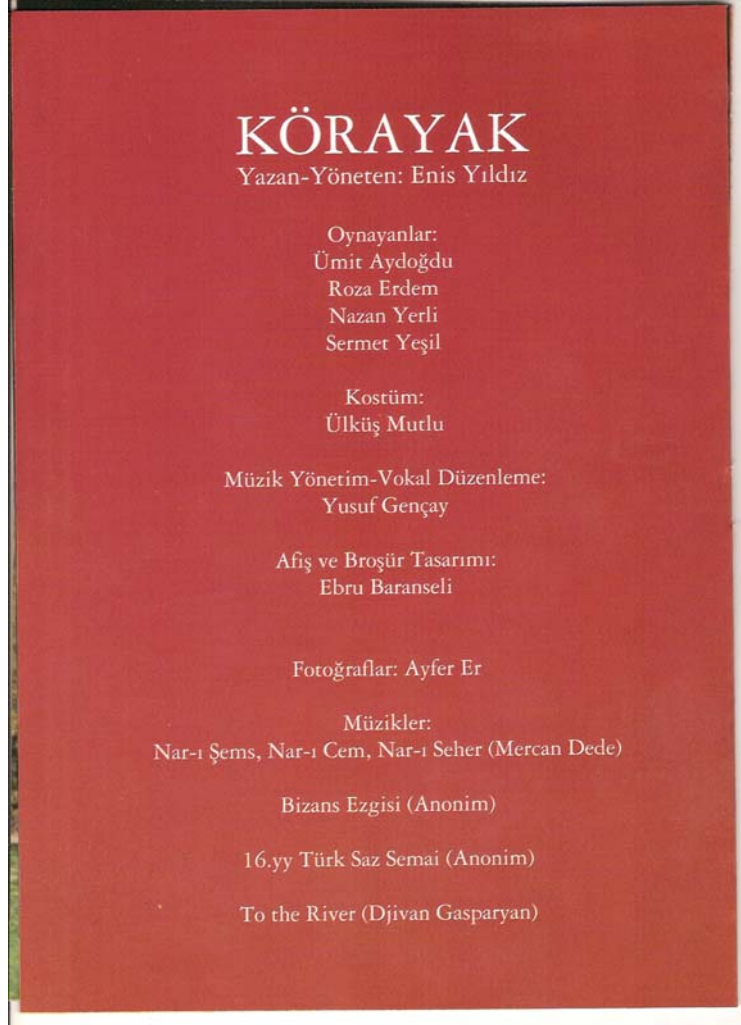 KÖRAYAK
Yazan-Yöneten: Enis Yıldız
Oynayanlar:
Ümit Aydoğdu
Roza Erdem
Nazan Yerli
Sermet Yeşil
Kostüm:
Ülküş Mutlu
Müzik Yönetim-Vokal Düzenleme:
Yusuf Gençay
Afiş ve Broşür Tasarımı:
Ebru Baranseli
Fotoğraflar: Ayfer Er
Müzikler:
Nar-ı Şems, Nar-ı Cem, Nar-ı Seher (Mercan Dede)
Bizans Ezgisi (Anonim)
16.yy Türk Saz Semai (Anonim)
To the River (Djivan Gasparyan)